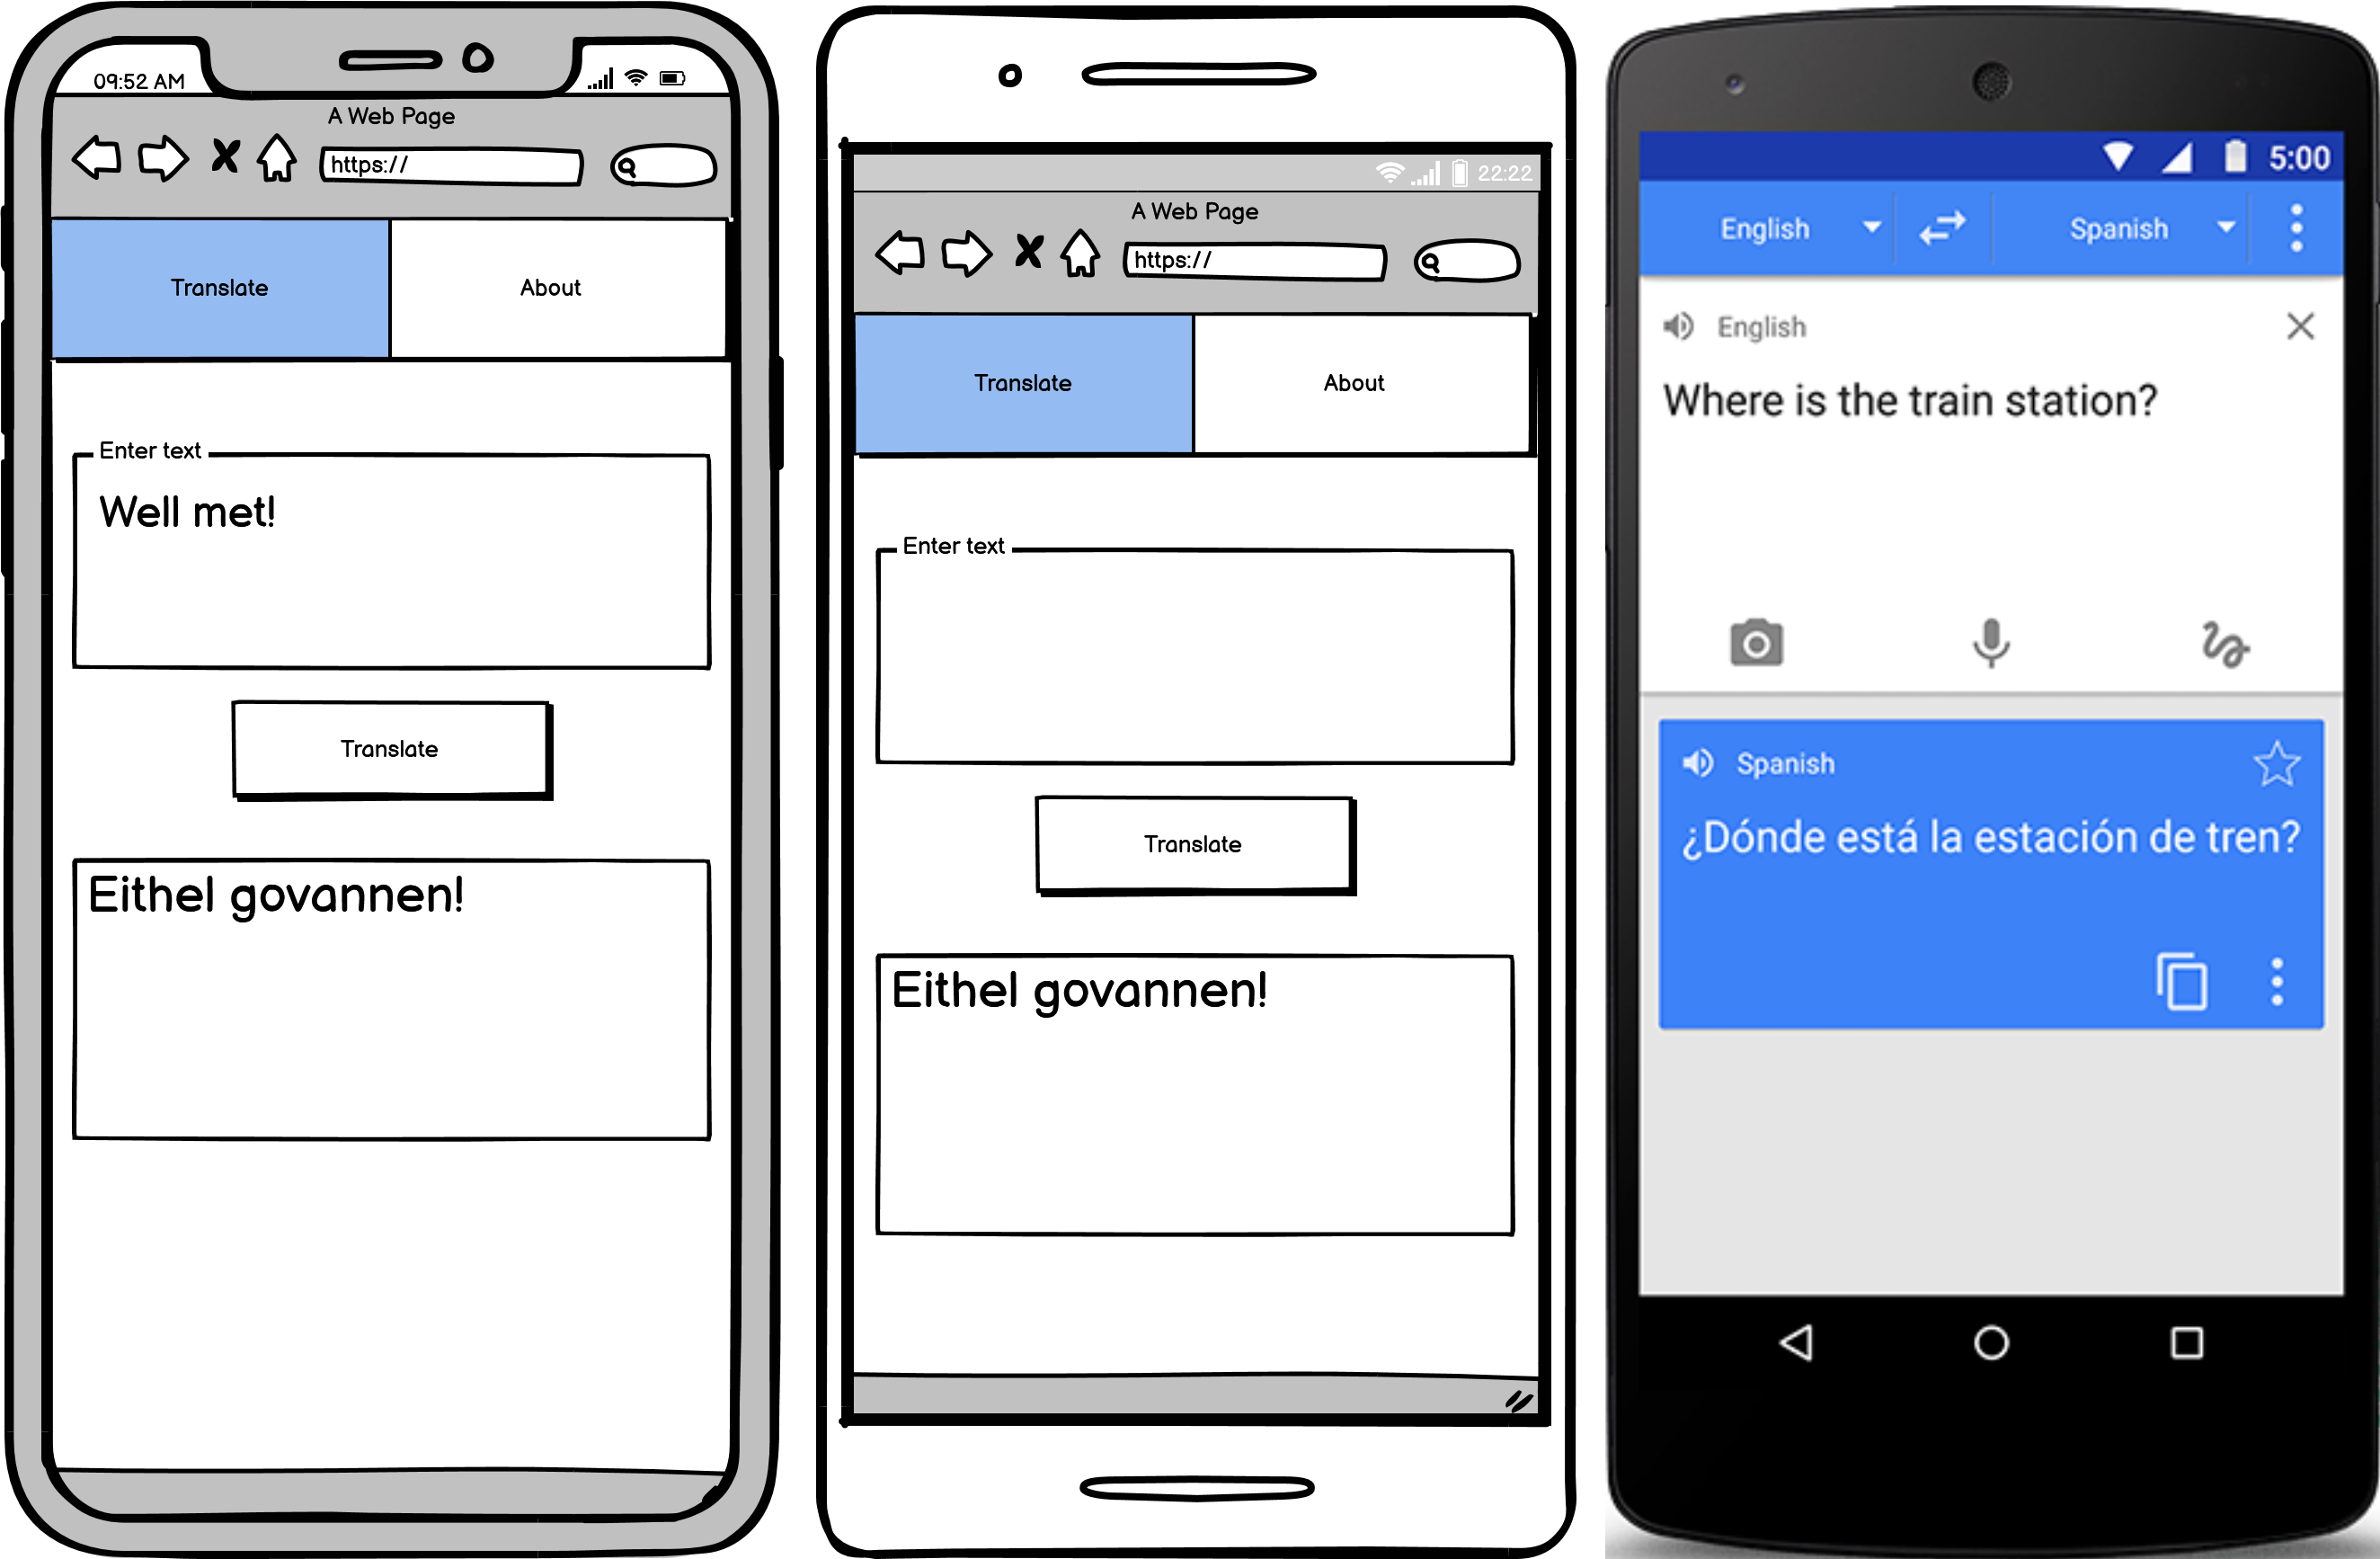 09:52 AM
A Web Page
https://
Translate
About
Enter text
Well met!
Translate
Eithel govannen!
22:22
A Web Page
https://
Translate
About
Enter text
Translate
Eithel govannen!
5:00
English
Spanish
English
Where is the train station?
Spanish
¿Dónde está la estación de tren?